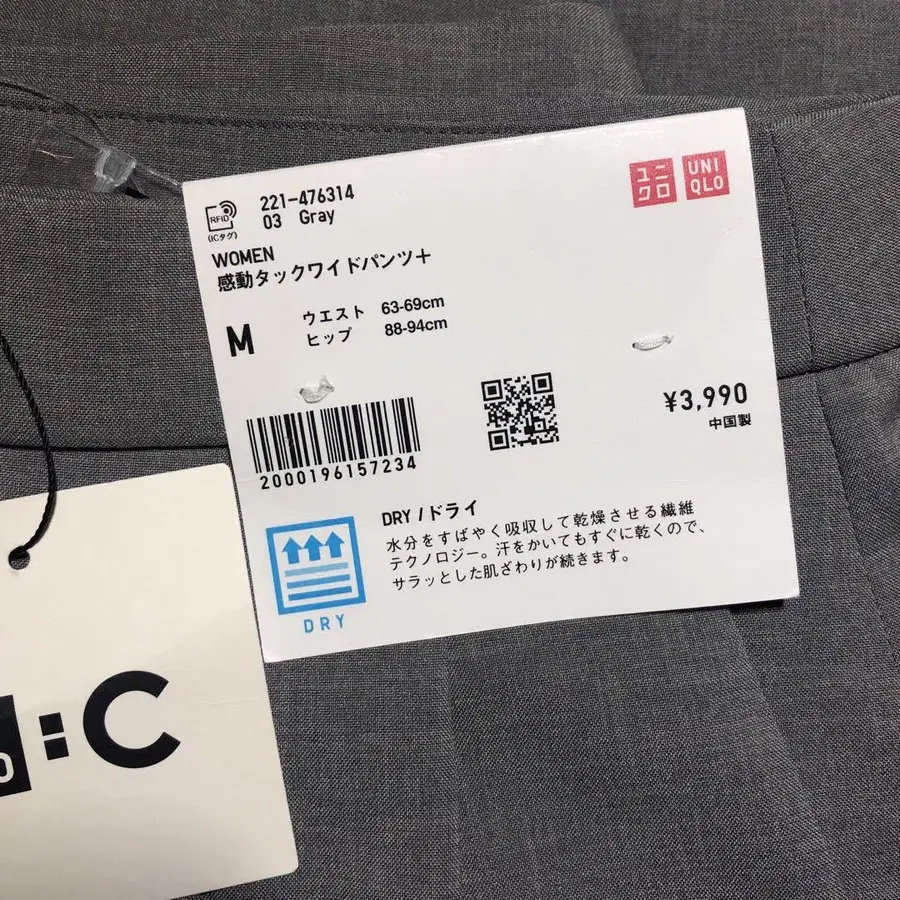 RFID
(ICタグ)
221-476314
03 Gray
ユニクロ
UNIQLO
WOMEN
感動タックワイドパンツ+
M
ウエスト 63-69cm
ヒップ 88-94cm
¥3,990
中国製
2000196157234
DRY / ドライ
水分をすばやく吸収して乾燥させる繊維
テクノロジー。汗をかいてもすぐに乾くので、
サラッとした肌ざわりが続きます。
DRY
:C